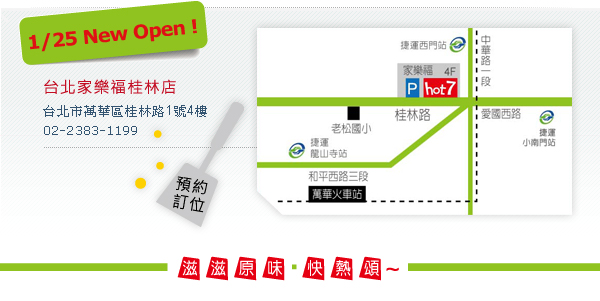 1/25 New Open !
台北家樂福桂林店
台北市萬華區桂林路1號4樓
02-2383-1199
預約
訂位
捷運西門站
中華路一段
家樂福 4F
P hot7
桂林路
愛國西路
老松國小
捷運
小南門站
捷運
龍山寺站
和平西路三段
萬華火車站
滋滋原味・快熱頌~